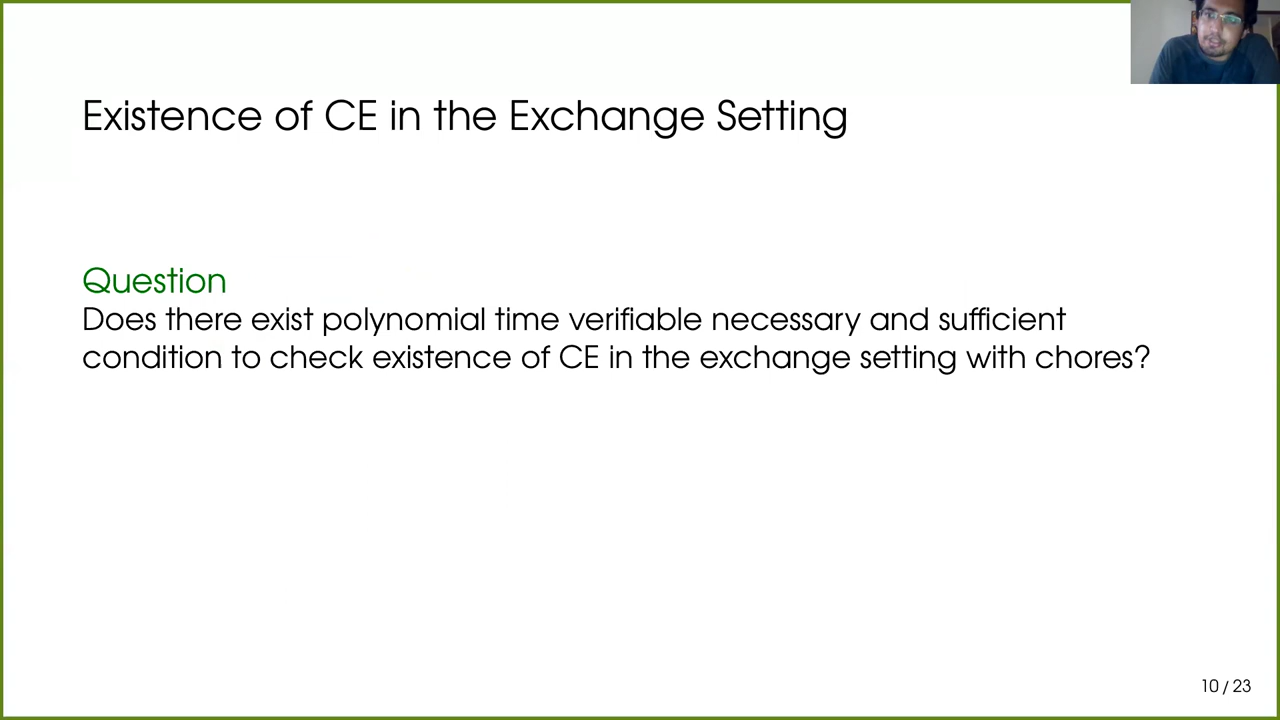 Existence of CE in the Exchange Setting
Question
Does there exist polynomial time verifiable necessary and sufficient
condition to check existence of CE in the exchange setting with chores?
10 / 23